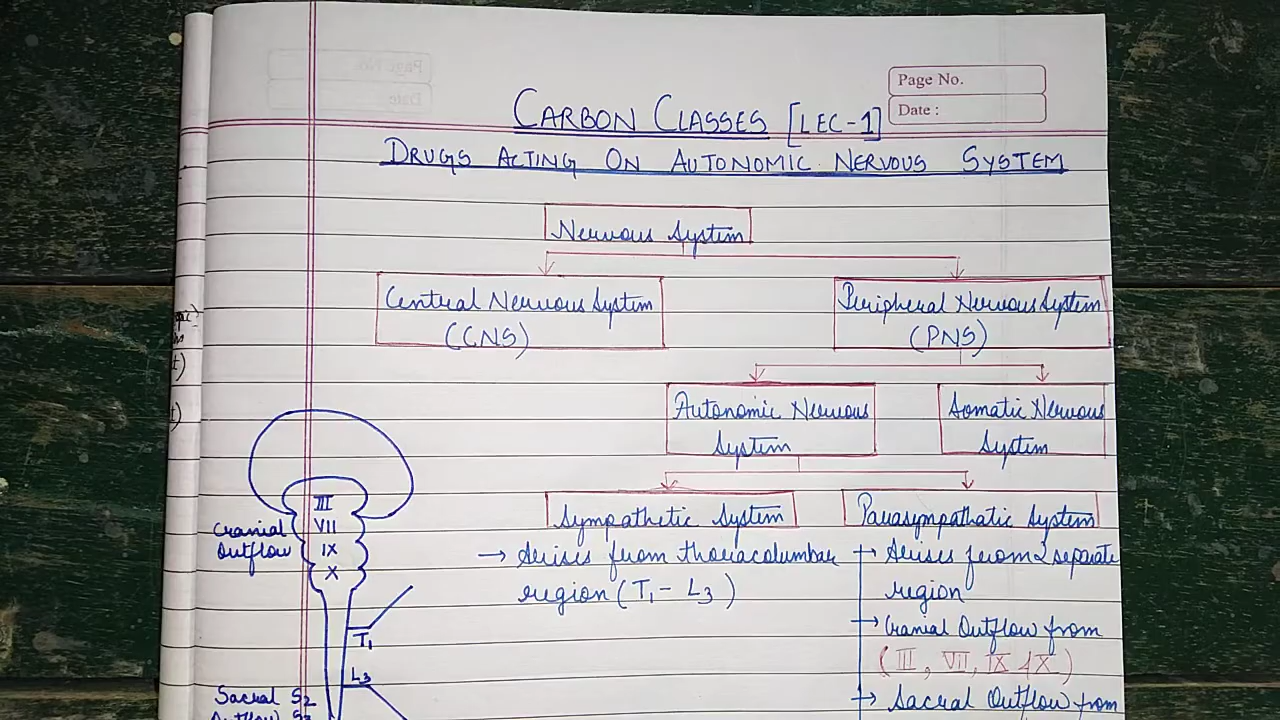 Page No.
Date :
CARBON CLASSES [LEC-1]
DRUGS ACTING ON AUTONOMIC NERVOUS SYSTEM
Nervous System
Central Nervous System
(CNS)
Peripheral Nervous System
(PNS)
Autonomic Nervous
System
Somatic Nervous
System
Sympathetic System
→ Arises from thoracolumbar
region (T1 - L3)
Parasympathatic System
→ Arises from 2 separate
region
→ Cranial Outflow from
(III, VII, IX & X)
→ Sacral Outflow from
Cranial
Outflow
III
VII
IX
X
T1
L3
Sacral S2
Outflow S3